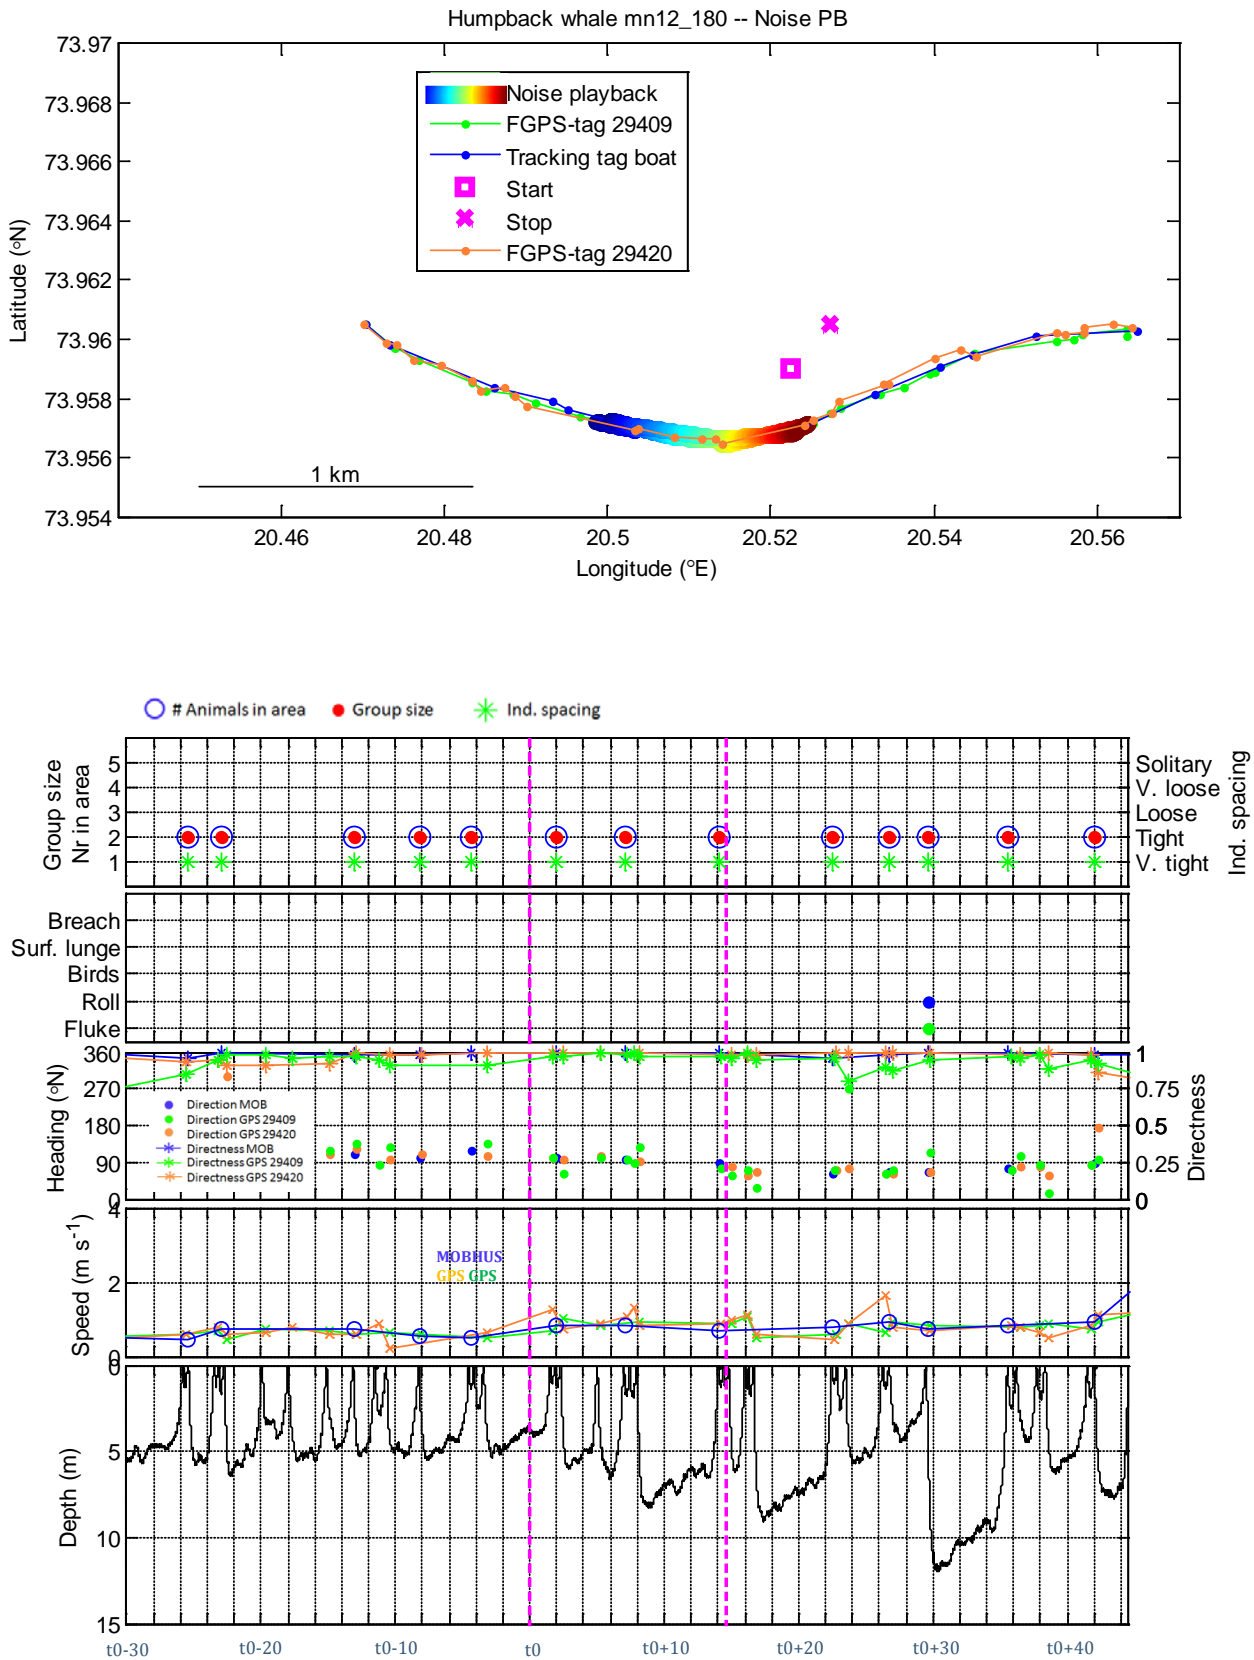 Humpback whale mn12_180 -- Noise PB
73.97
73.968
73.966
73.964
73.962
73.96
73.958
73.956
73.954
Latitude (oN)
Noise playback
FGPS-tag 29409
Tracking tag boat
Start
Stop
FGPS-tag 29420
1 km
20.46 20.48 20.5 20.52 20.54 20.56
Longitude (°E)
# Animals in area Group size Ind. spacing
Group size
Nr in area
5 Solitary
4 V. loose
3 Loose
2 Tight
1 V. tight
Ind. spacing
Breach
Surf. lunge
Birds
Roll
Fluke
Heading (oN)
360 1
270 0.75
180 0.5
90 0.25
0 0
Directness
Direction MOB
Direction GPS 29409
Direction GPS 29420
Directness MOB
Directness GPS 29409
Directness GPS 29420
Speed (m s-1)
4
2
0
MOBHUS
GPS GPS
Depth (m)
0
5
10
15
t0-30 t0-20 t0-10 t0 t0+10 t0+20 t0+30 t0+40